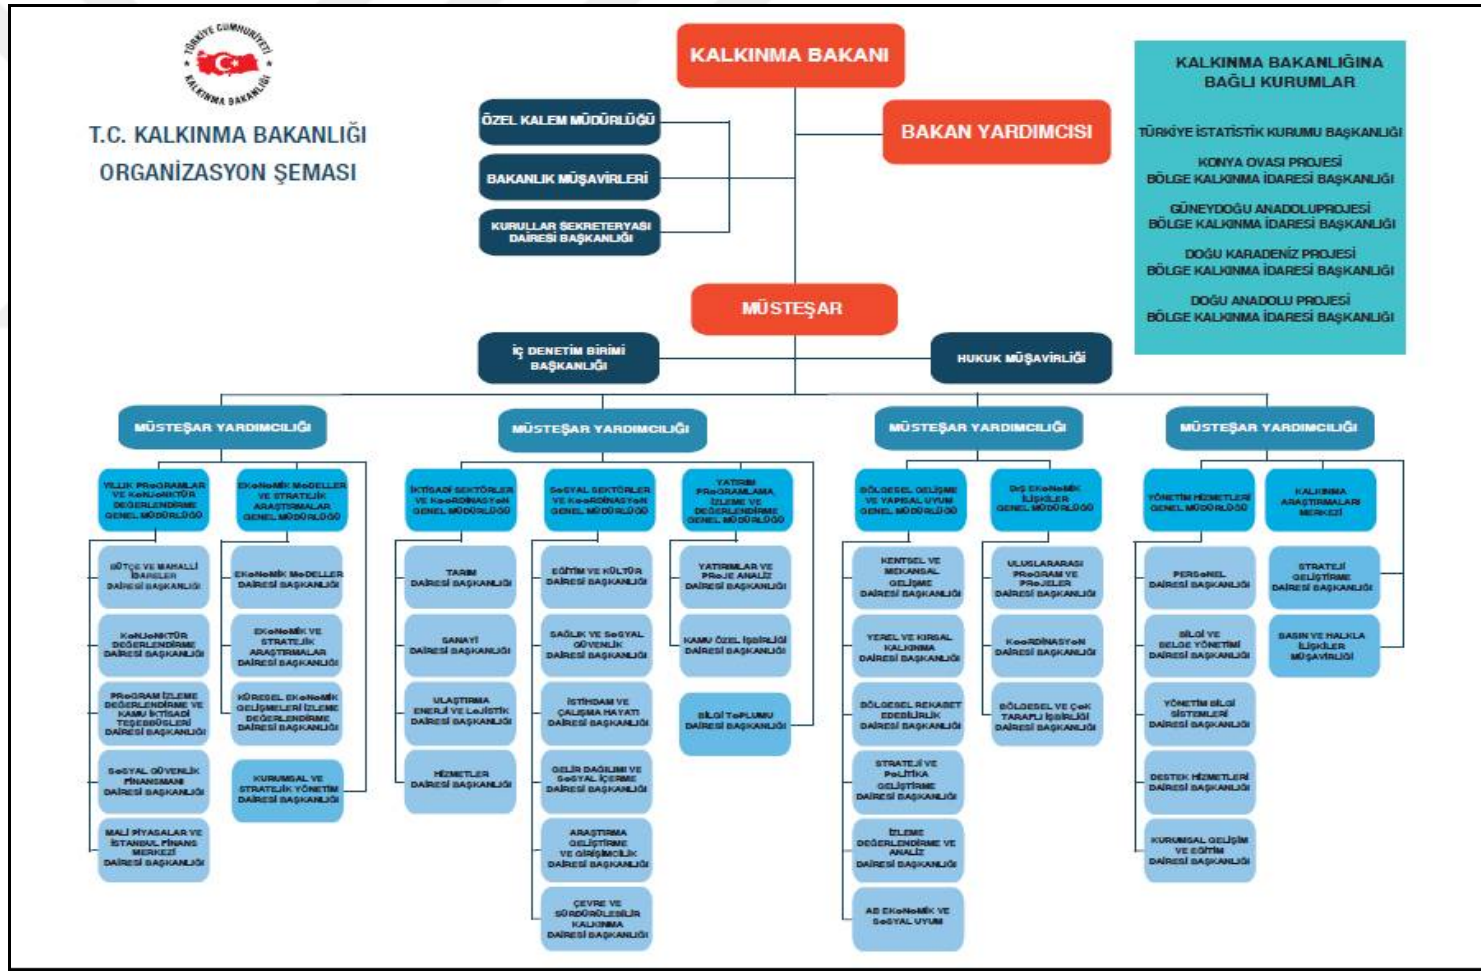 TÜRKİYE CUMHURİYETİ
KALKINMA BAKANLIĞI
T.C. KALKINMA BAKANLIĞI
ORGANİZASYON ŞEMASI
KALKINMA BAKANI
BAKAN YARDIMCISI
ÖZEL KALEM MÜDÜRLÜĞÜ
BAKANLIK MÜŞAVİRLERİ
KURULLAR SEKRETERYASI
DAİRESİ BAŞKANLIĞI
KALKINMA BAKANLIĞINA
BAĞLI KURUMLAR
TÜRKİYE İSTATİSTİK KURUMU BAŞKANLIĞI
KONYA OVASI PROJESİ
BÖLGE KALKINMA İDARESİ BAŞKANLIĞI
GÜNEYDOĞU ANADOLUPROJESİ
BÖLGE KALKINMA İDARESİ BAŞKANLIĞI
DOĞU KARADENİZ PROJESİ
BÖLGE KALKINMA İDARESİ BAŞKANLIĞI
DOĞU ANADOLU PROJESİ
BÖLGE KALKINMA İDARESİ BAŞKANLIĞI
MÜSTEŞAR
İÇ DENETİM BİRİMİ
BAŞKANLIĞI
HUKUK MÜŞAVİRLİĞİ
MÜSTEŞAR YARDIMCILIĞI
YILLIK PRoGRAMLAR
VE KoNJoNKTÜR
DEĞERLENDİRME
GENEL MÜDÜRLÜĞÜ
BÜTÇE VE MAHALLİ
İDARELER
DAİRESİ BAŞKANLIĞI
KoNJoNKTÜR
DEĞERLENDİRME
DAİRESİ BAŞKANLIĞI
PRoGRAM İZLEME
DEĞERLENDİRME VE
KAMU İKTİSADİ
TEŞEBBÜSLERİ
DAİRESİ BAŞKANLIĞI
SoSYAL GÜVENLİK
FİNANSMANI
DAİRESİ BAŞKANLIĞI
MALİ PİYASALAR VE
İSTANBUL FİNANS
MERKEZİ
DAİRESİ BAŞKANLIĞI
EKoNoMİK MoDELLER
VE STRATEJİK
ARAŞTIRMALAR
GENEL MÜDÜRLÜĞÜ
EKoNoMİK MoDELLER
DAİRESİ BAŞKANLIĞI
EKoNoMİK VE
STRATEJİK
ARAŞTIRMALAR
DAİRESİ BAŞKANLIĞI
KÜRESEL EKoNoMİK
GELİŞMELERİ İZLEME
DEĞERLENDİRME
DAİRESİ BAŞKANLIĞI
KURUMSAL VE
STRATEJİK YÖNETİM
DAİRESİ BAŞKANLIĞI
MÜSTEŞAR YARDIMCILIĞI
İKTİSADİ SEKTÖRLER
VE KooRDİNASYoN
GENEL MÜDÜRLÜĞÜ
TARIM
DAİRESİ BAŞKANLIĞI
SANAYİ
DAİRESİ BAŞKANLIĞI
ULAŞTIRMA
ENERJİ VE LoJİSTİK
DAİRESİ BAŞKANLIĞI
HİZMETLER
DAİRESİ BAŞKANLIĞI
SoSYAL SEKTÖRLER
VE KooRDİNASYoN
GENEL MÜDÜRLÜĞÜ
EĞİTİM VE KÜLTÜR
DAİRESİ BAŞKANLIĞI
SAĞLIK VE SoSYAL
GÜVENLİK
DAİRESİ BAŞKANLIĞI
İSTİHDAM VE
ÇALIŞMA HAYATI
DAİRESİ BAŞKANLIĞI
GELİR DAĞILIMI VE
SoSYAL İÇERME
DAİRESİ BAŞKANLIĞI
ARAŞTIRMA
GELİŞTİRME
VE GİRİŞİMCİLİK
DAİRESİ BAŞKANLIĞI
ÇEVRE VE
SÜRDÜRÜLEBİLİR
KALKINMA
DAİRESİ BAŞKANLIĞI
YATIRIM
PRoGRAMLAMA
İZLEME VE
DEĞERLENDİRME
GENEL MÜDÜRLÜĞÜ
YATIRIMLAR VE
PRoJE ANALİZ
DAİRESİ BAŞKANLIĞI
KAMU ÖZEL İŞBİRLİĞİ
DAİRESİ BAŞKANLIĞI
BİLGİ ToPLUMU
DAİRESİ BAŞKANLIĞI
MÜSTEŞAR YARDIMCILIĞI
BÖLGESEL GELİŞME
VE YAPISAL UYUM
GENEL MÜDÜRLÜĞÜ
KENTSEL VE
MEKANSAL
GELİŞME
DAİRESİ BAŞKANLIĞI
YEREL VE KIRSAL
KALKINMA
DAİRESİ BAŞKANLIĞI
BÖLGESEL REKABET
EDEBİLİRLİK
DAİRESİ BAŞKANLIĞI
STRATEJİ VE
PoLİTİKA
GELİŞTİRME
DAİRESİ BAŞKANLIĞI
İZLEME
DEĞERLENDİRME VE
ANALİZ
DAİRESİ BAŞKANLIĞI
AB EKoNoMİK VE
SoSYAL UYUM
DIŞ EKoNoMİK
İLİŞKİLER
GENEL MÜDÜRLÜĞÜ
ULUSLARARASI
PRoGRAM VE
PRoJELER
DAİRESİ BAŞKANLIĞI
KooRDİNASYoN
DAİRESİ BAŞKANLIĞI
BÖLGESEL VE ÇoK
TARAFLI İŞBİRLİĞİ
DAİRESİ BAŞKANLIĞI
MÜSTEŞAR YARDIMCILIĞI
YÖNETİM HİZMETLERİ
GENEL MÜDÜRLÜĞÜ
PERSoNEL
DAİRESİ BAŞKANLIĞI
BİLGİ VE
BELGE YÖNETİMİ
DAİRESİ BAŞKANLIĞI
YÖNETİM BİLGİ
SİSTEMLERİ
DAİRESİ BAŞKANLIĞI
DESTEK HİZMETLERİ
DAİRESİ BAŞKANLIĞI
KURUMSAL GELİŞİM
VE EĞİTİM
DAİRESİ BAŞKANLIĞI
KALKINMA
ARAŞTIRMALARI
MERKEZİ
STRATEJİ
GELİŞTİRME
DAİRESİ BAŞKANLIĞI
BASIN VE HALKLA
İLİŞKİLER
MÜŞAVİRLİĞİ